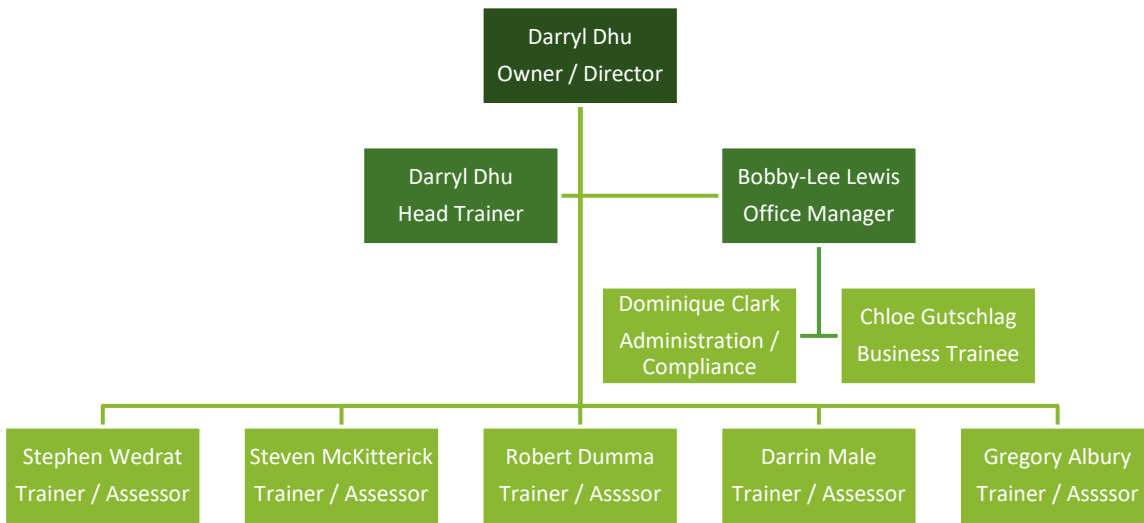 Darryl Dhu
Owner / Director
Darryl Dhu
Head Trainer
Bobby-Lee Lewis
Office Manager
Dominique Clark
Administration /
Compliance
Chloe Gutschlag
Business Trainee
Stephen Wedrat
Trainer / Assessor
Steven McKitterick
Trainer / Assessor
Robert Dumma
Trainer / Assssor
Darrin Male
Trainer / Assessor
Gregory Albury
Trainer / Assssor